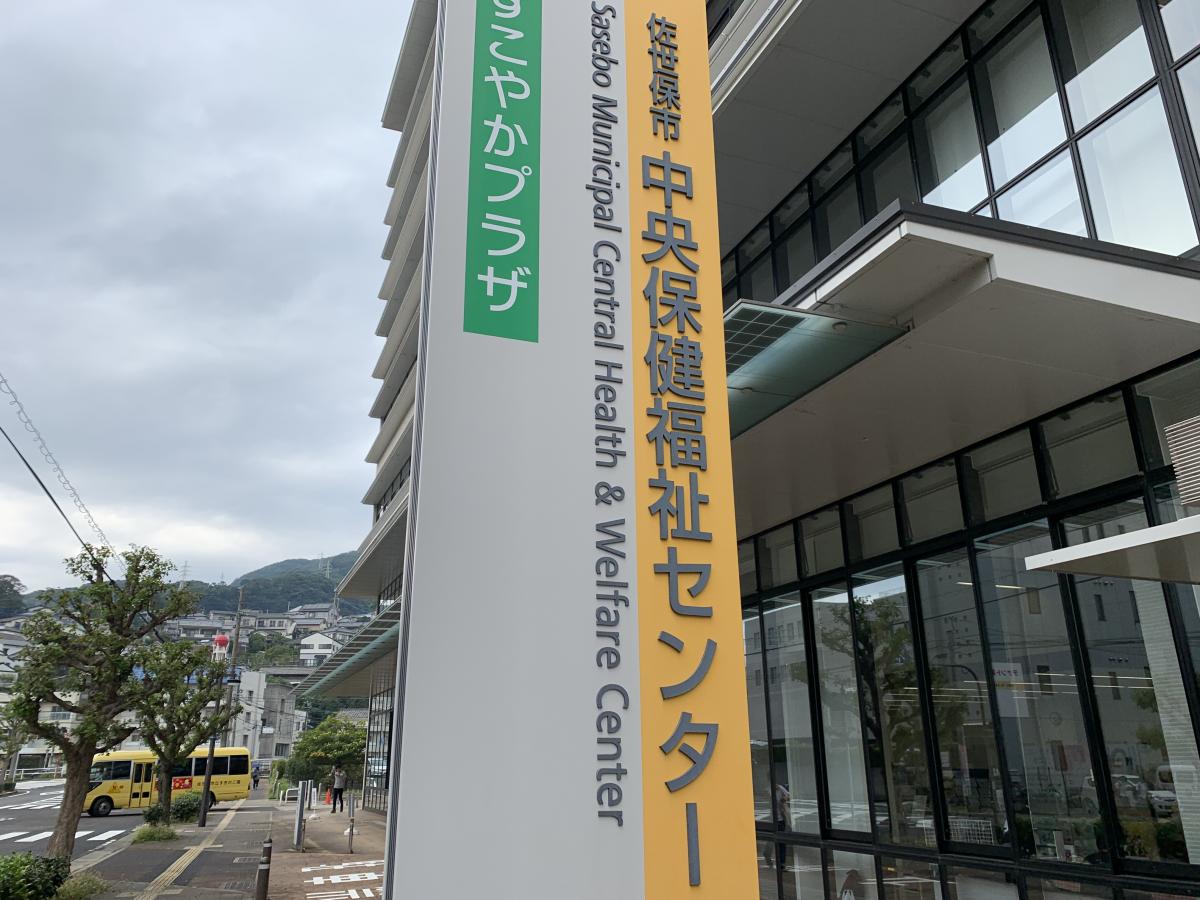 佐世保市 中央保健福祉センター
Sasebo Municipal Central Health & Welfare Center
すこやかプラザ